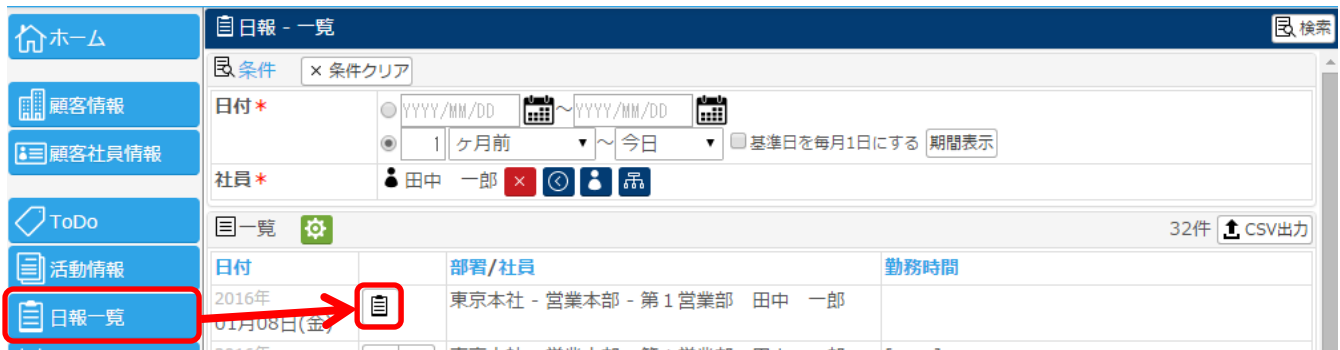 ホーム
顧客情報
顧客社員情報
ToDo
活動情報
日報一覧
日報 - 一覧
検索
条件 × 条件クリア
日付* YYYY/MM/DD ~ YYYY/MM/DD
1 ヶ月前 ~ 今日 基準日を毎月1日にする 期間表示
社員* 田中 一郎
一覧 32件 CSV出力
日付 部署/社員 勤務時間
2016年
01月08日(金) 東京本社 - 営業本部 - 第1営業部 田中 一郎